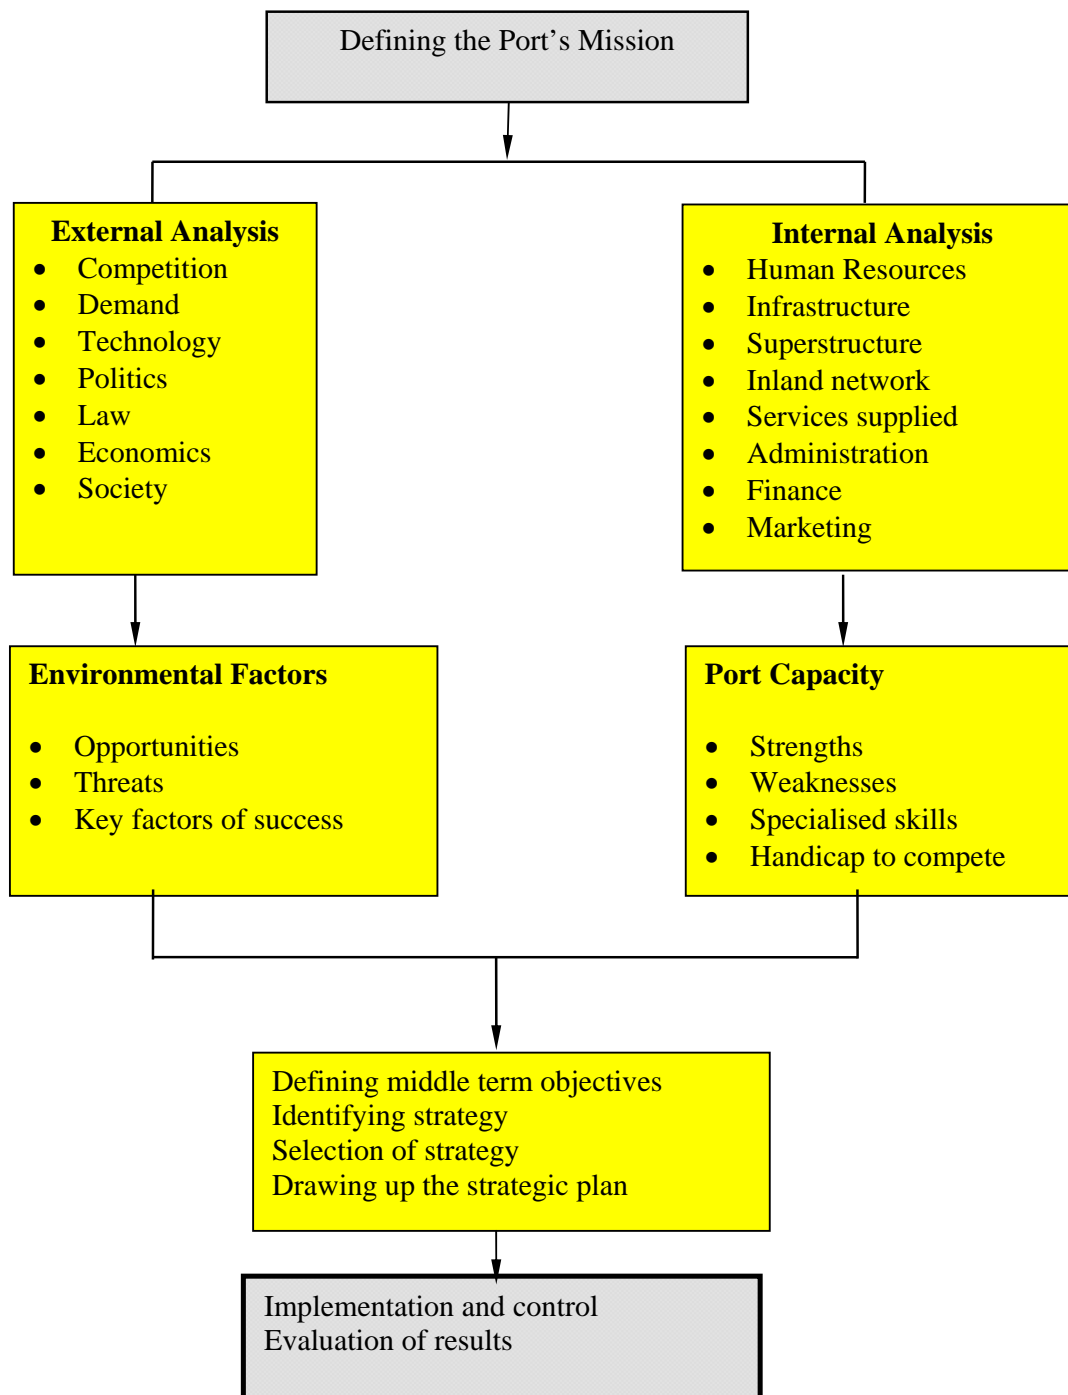 Defining the Port’s Mission
External Analysis
• Competition
• Demand
• Technology
• Politics
• Law
• Economics
• Society
Internal Analysis
• Human Resources
• Infrastructure
• Superstructure
• Inland network
• Services supplied
• Administration
• Finance
• Marketing
Environmental Factors
• Opportunities
• Threats
• Key factors of success
Port Capacity
• Strengths
• Weaknesses
• Specialised skills
• Handicap to compete
Defining middle term objectives
Identifying strategy
Selection of strategy
Drawing up the strategic plan
Implementation and control
Evaluation of results